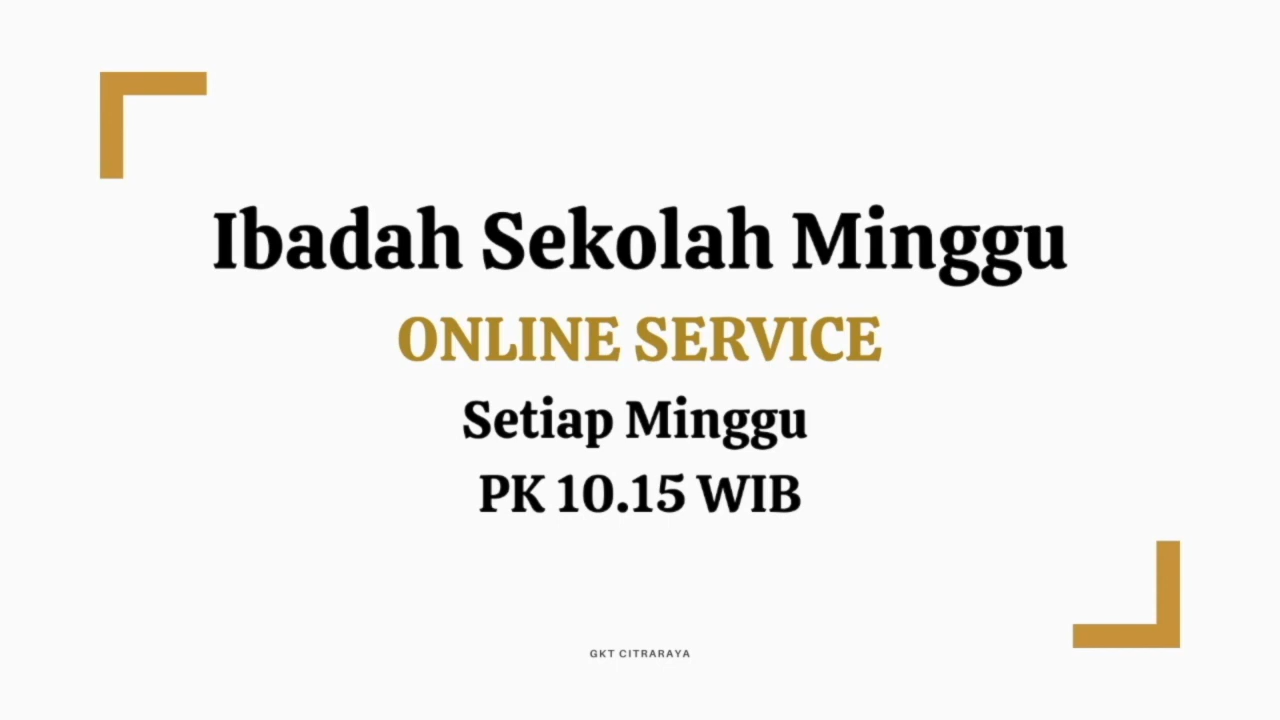 Ibadah Sekolah Minggu
ONLINE SERVICE
Setiap Minggu
PK 10.15 WIB
GKT CITRARAYA